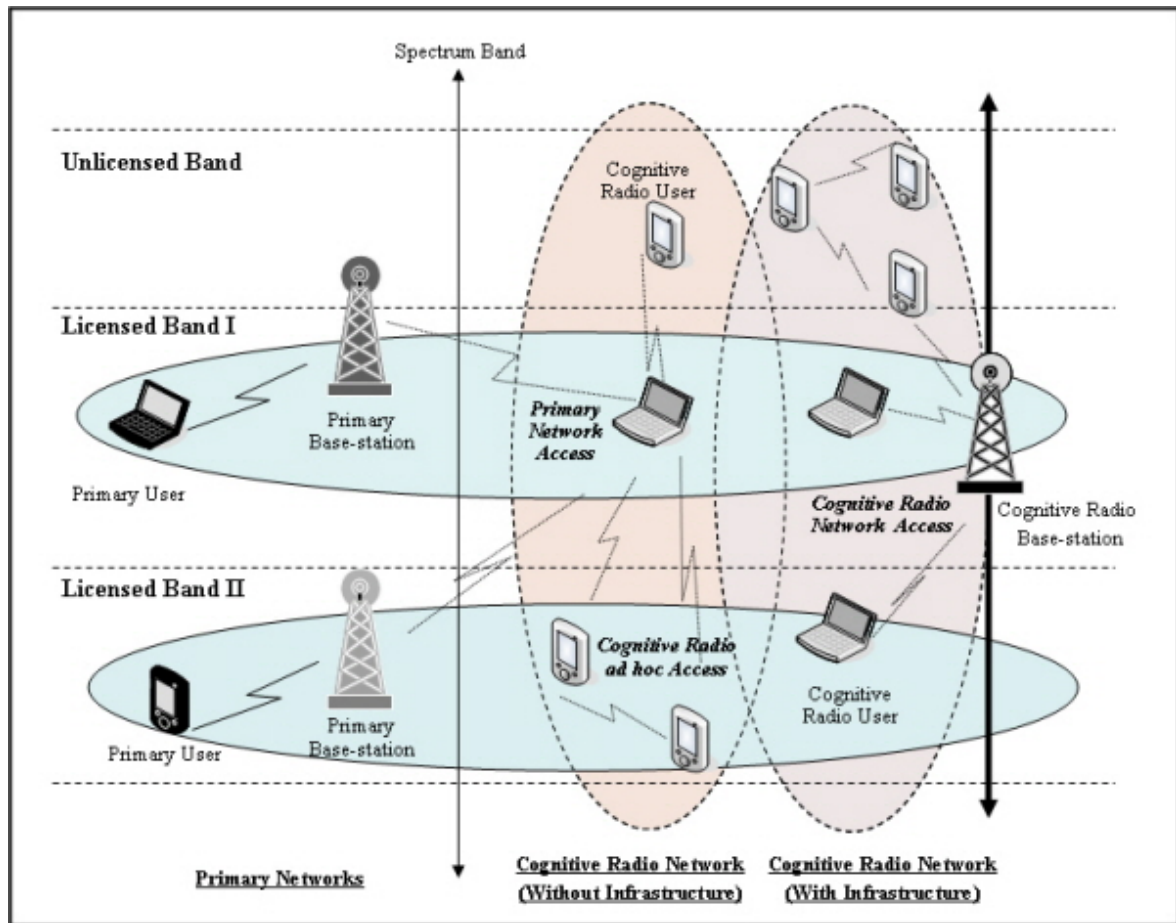 Spectrum Band
Unlicensed Band
Cognitive
Radio User
Licensed Band I
Primary
Base-station
Primary User
Primary
Network
Access
Cognitive Radio
Network Access
Cognitive Radio
Base-station
Licensed Band II
Primary
Base-station
Primary User
Cognitive Radio
ad hoc Access
Cognitive
Radio User
Primary Networks
Cognitive Radio Network
(Without Infrastructure)
Cognitive Radio Network
(With Infrastructure)